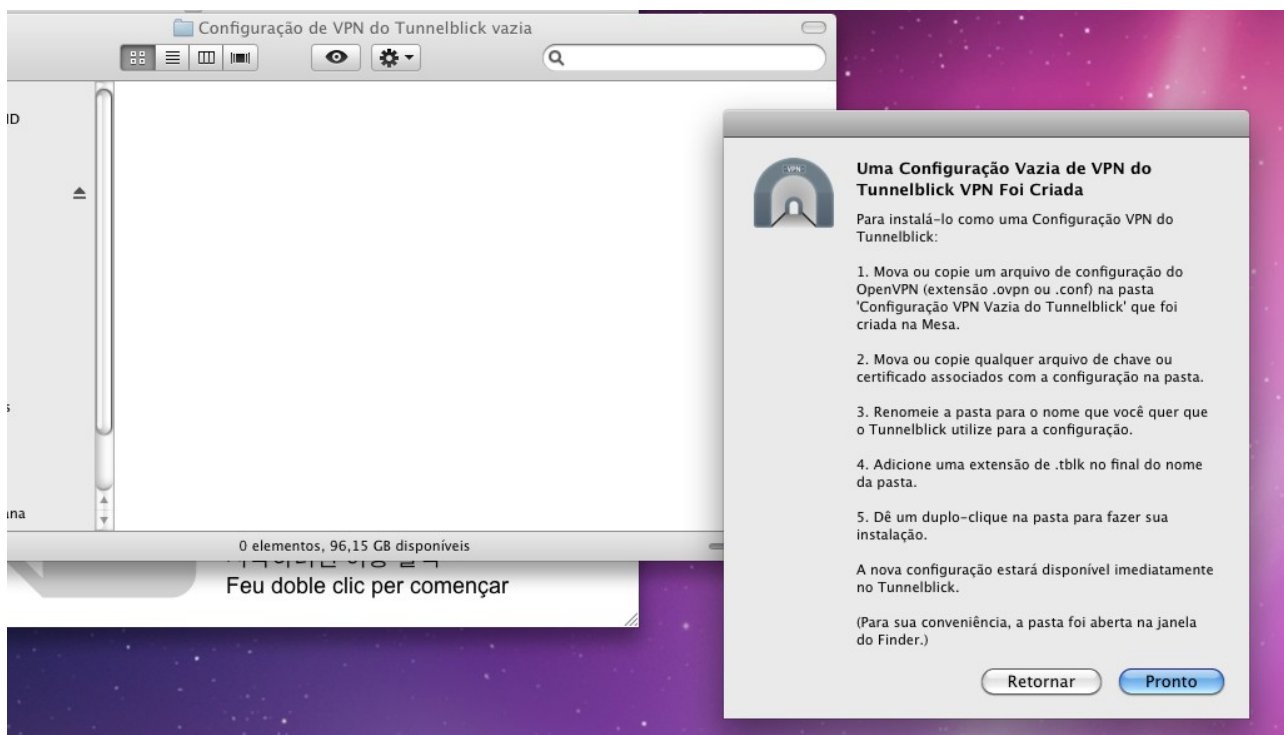 Configuração de VPN do Tunnelblick vazia
ID
s
ana
0 elementos, 96,15 GB disponíveis
Feu doble clic per començar
VPN
Uma Configuração Vazia de VPN do
Tunnelblick VPN Foi Criada
Para instalá-lo como uma Configuração VPN do
Tunnelblick:
1. Mova ou copie um arquivo de configuração do
OpenVPN (extensão .ovpn ou .conf) na pasta
'Configuração VPN Vazia do Tunnelblick' que foi
criada na Mesa.
2. Mova ou copie qualquer arquivo de chave ou
certificado associados com a configuração na pasta.
3. Renomeie a pasta para o nome que você quer que
o Tunnelblick utilize para a configuração.
4. Adicione uma extensão de .tblk no final do nome
da pasta.
5. Dê um duplo-clique na pasta para fazer sua
instalação.
A nova configuração estará disponível imediatamente
no Tunnelblick.
(Para sua conveniência, a pasta foi aberta na janela
do Finder.)
Retornar
Pronto